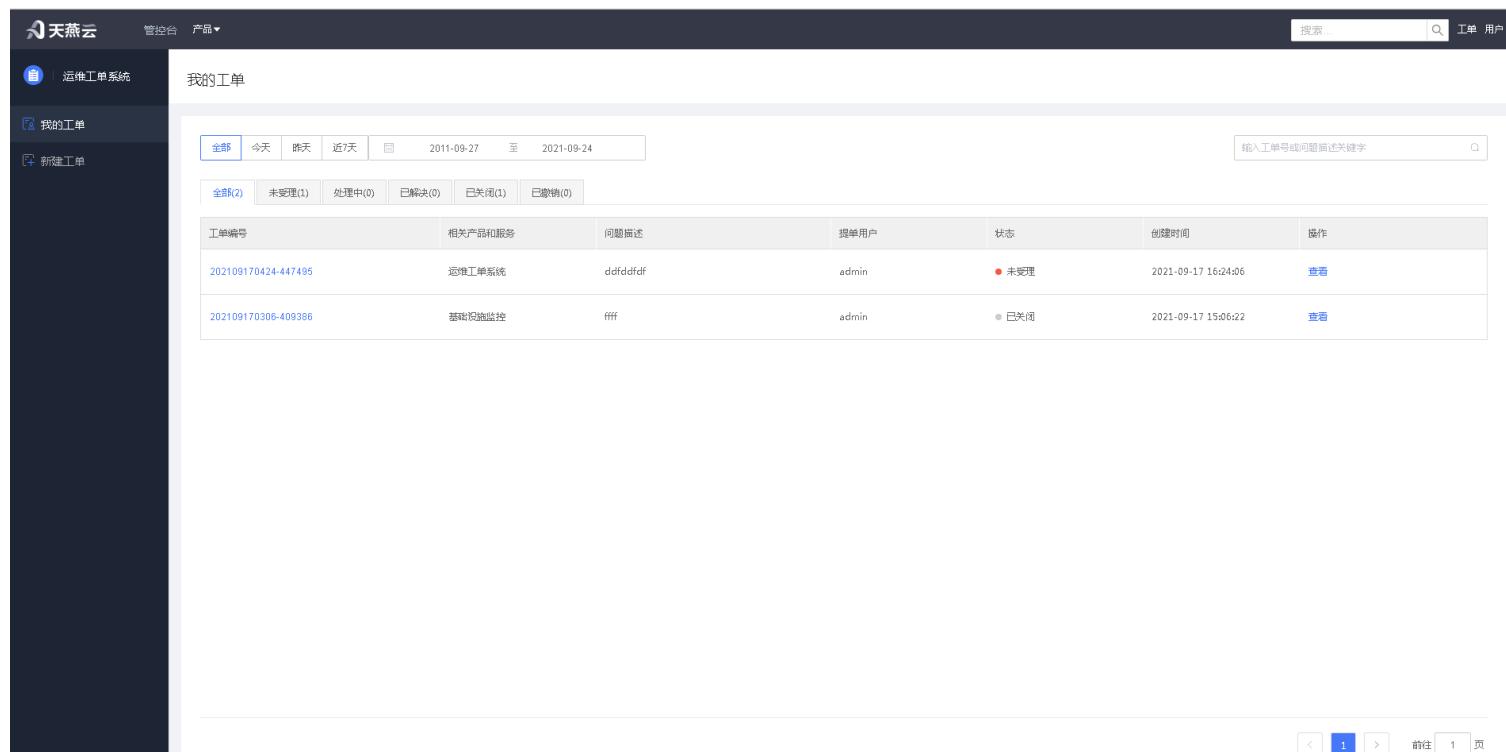 天燕云 管控台 产品▾ 搜索... 工单 用户
运维工单系统
我的工单
我的工单
新建工单
全部 今天 昨天 近7天 2011-09-27 至 2021-09-24 输入工单号或问题描述关键字
全部(2) 未受理(1) 处理中(0) 已解决(0) 已关闭(1) 已撤销(0)
工单编号 相关产品和服务 问题描述 提单用户 状态 创建时间 操作
202109170424-447495 运维工单系统 ddfddfdf admin 未受理 2021-09-17 16:24:06 查看
202109170306-409386 基础设施监控 ffff admin 已关闭 2021-09-17 15:06:22 查看
< 1 > 前往 1 页